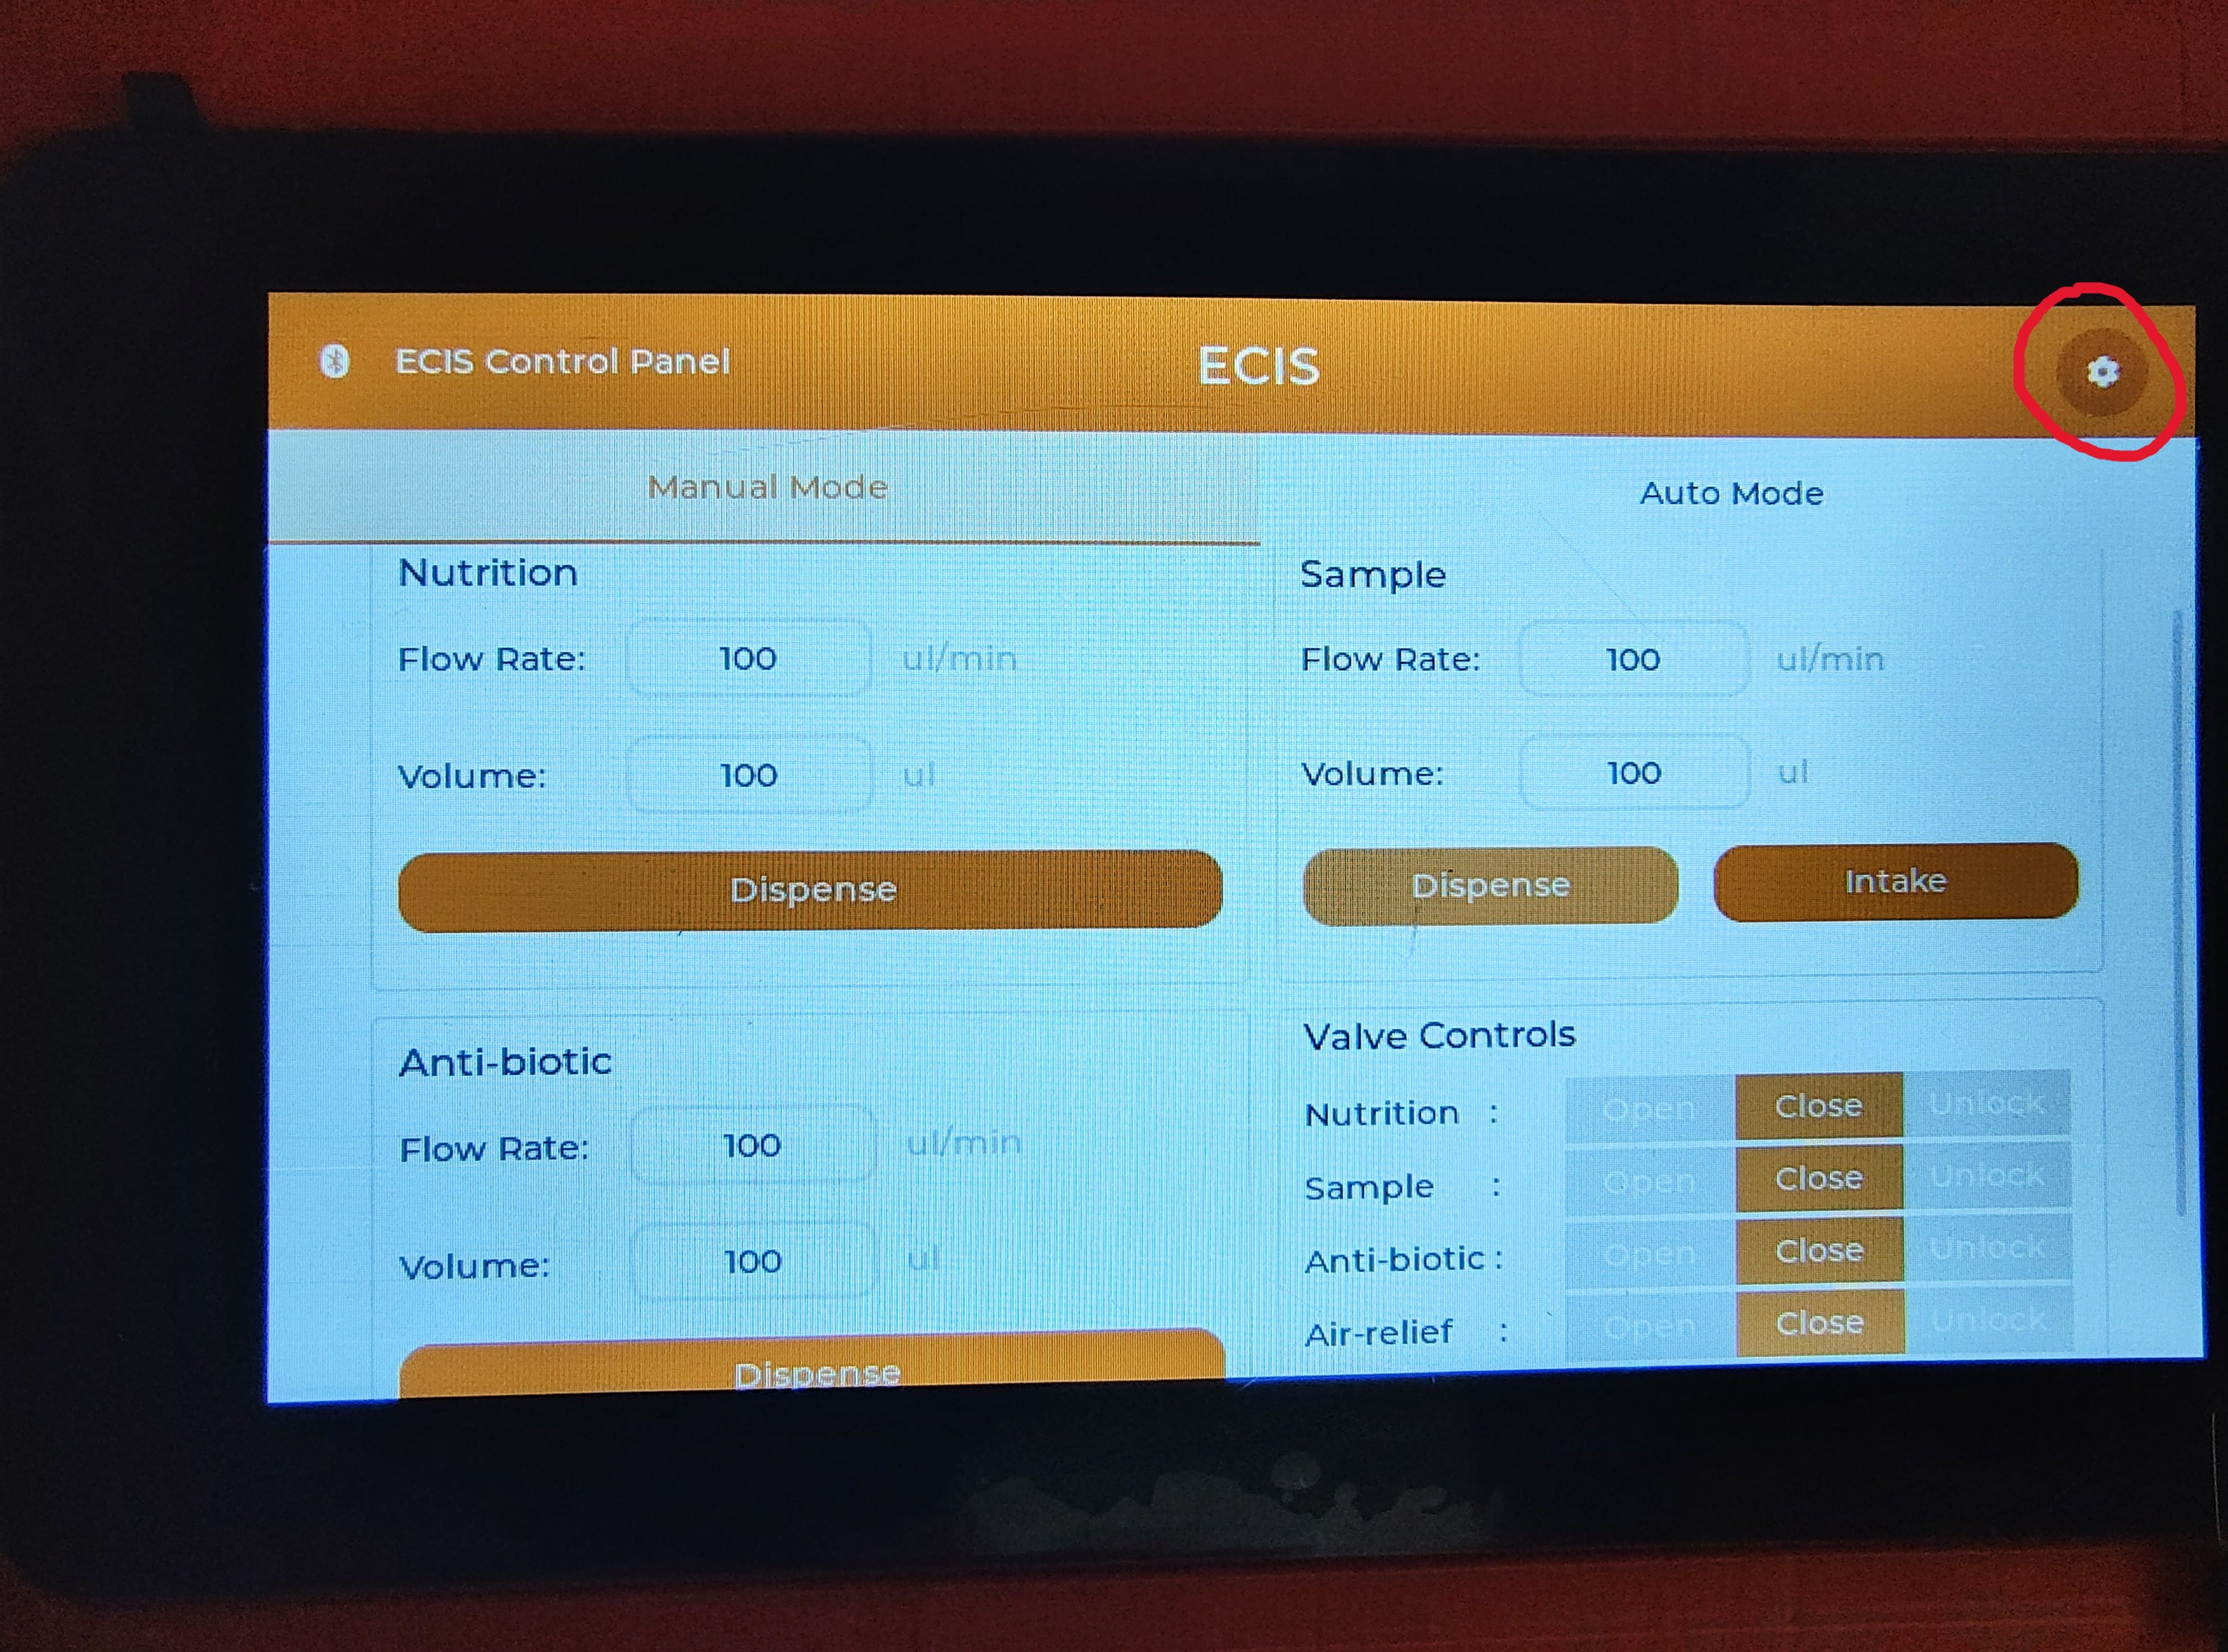 ECIS Control Panel
ECIS
Manual Mode
Auto Mode
Nutrition
Flow Rate: 100 ul/min
Volume: 100 ul
Dispense
Sample
Flow Rate: 100 ul/min
Volume: 100 ul
Dispense Intake
Anti-biotic
Flow Rate: 100 ul/min
Volume: 100 ul
Dispense
Valve Controls
Nutrition : Open Close Unlock
Sample : Open Close Unlock
Anti-biotic : Open Close Unlock
Air-relief : Open Close Unlock